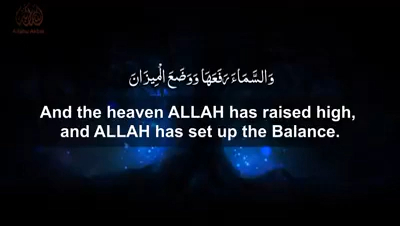 وَالسَّمَاءَ رَفَعَهَا وَوَضَعَ الْمِيزَانَ
And the heaven ALLAH has raised high,
and ALLAH has set up the Balance.